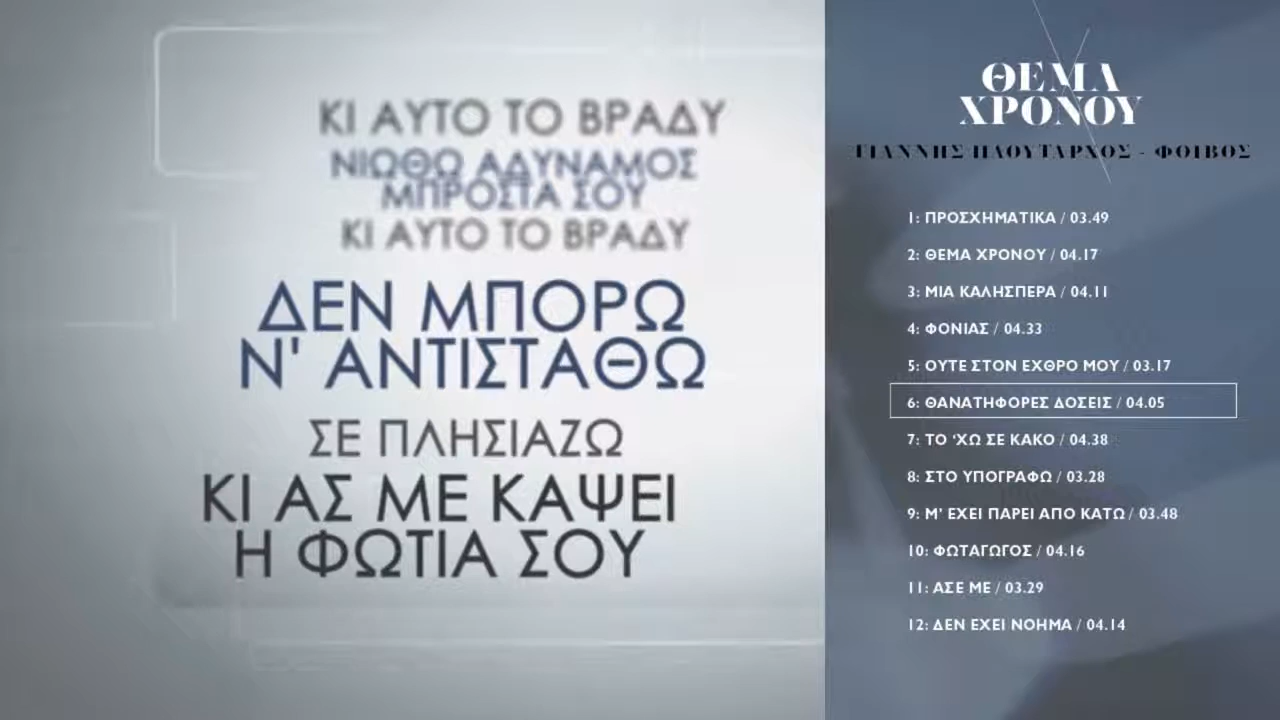 ΚΙ ΑΥΤΟ ΤΟ ΒΡΑΔΥ
ΝΙΩΘΩ ΑΔΥΝΑΜΟΣ
ΜΠΡΟΣΤΑ ΣΟΥ
ΚΙ ΑΥΤΟ ΤΟ ΒΡΑΔΥ
ΔΕΝ ΜΠΟΡΩ
Ν' ΑΝΤΙΣΤΑΘΩ
ΣΕ ΠΛΗΣΙΑΖΩ
ΚΙ ΑΣ ΜΕ ΚΑΨΕΙ
Η ΦΩΤΙΑ ΣΟΥ
ΘΕΜΑ
ΧΡΟΝΟΥ
ΓΙΑΝΝΗΣ ΠΛΟΥΤΑΡΧΟΣ - ΦΟΙΒΟΣ
1: ΠΡΟΣΧΗΜΑΤΙΚΑ / 03.49
2: ΘΕΜΑ ΧΡΟΝΟΥ / 04.17
3: ΜΙΑ ΚΑΛΗΣΠΕΡΑ / 04.11
4: ΦΟΝΙΑΣ / 04.33
5: ΟΥΤΕ ΣΤΟΝ ΕΧΘΡΟ ΜΟΥ / 03.17
6: ΘΑΝΑΤΗΦΟΡΕΣ ΔΟΣΕΙΣ / 04.05
7: ΤΟ ‘ΧΩ ΣΕ ΚΑΚΟ / 04.38
8: ΣΤΟ ΥΠΟΓΡΑΦΩ / 03.28
9: Μ’ ΕΧΕΙ ΠΑΡΕΙ ΑΠΟ ΚΑΤΩ / 03.48
10: ΦΩΤΑΓΩΓΟΣ / 04.16
11: ΑΣΕ ΜΕ / 03.29
12: ΔΕΝ ΕΧΕΙ ΝΟΗΜΑ / 04.14